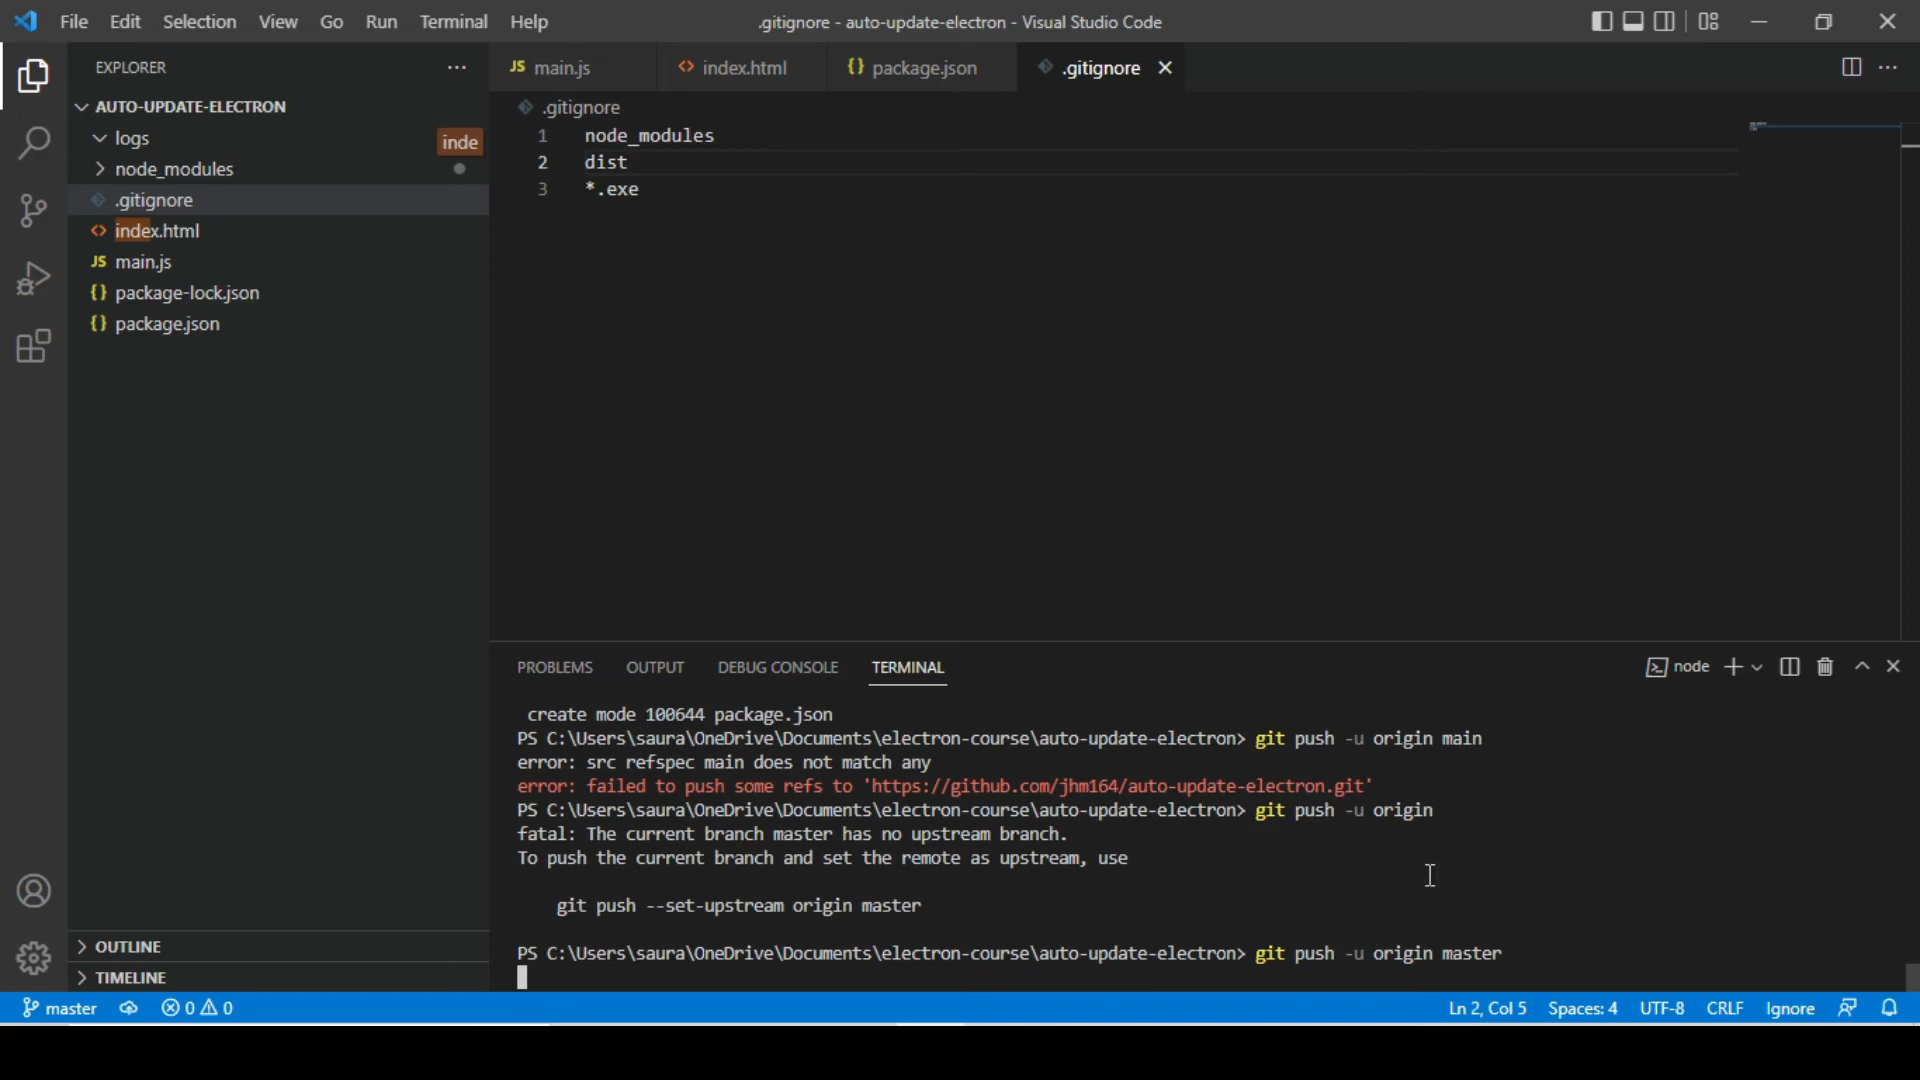 File Edit Selection View Go Run Terminal Help
.gitignore - auto-update-electron - Visual Studio Code
EXPLORER
AUTO-UPDATE-ELECTRON
logs
inde
node_modules
.gitignore
index.html
JS main.js
{} package-lock.json
{} package.json
OUTLINE
TIMELINE
JS main.js
<> index.html
{} package.json
.gitignore
.gitignore
1 node_modules
2 dist
3 *.exe
PROBLEMS OUTPUT DEBUG CONSOLE TERMINAL
node
create mode 100644 package.json
PS C:\Users\saura\OneDrive\Documents\electron-course\auto-update-electron> git push -u origin main
error: src refspec main does not match any
error: failed to push some refs to 'https://github.com/jhm164/auto-update-electron.git'
PS C:\Users\saura\OneDrive\Documents\electron-course\auto-update-electron> git push -u origin
fatal: The current branch master has no upstream branch.
To push the current branch and set the remote as upstream, use
git push --set-upstream origin master
PS C:\Users\saura\OneDrive\Documents\electron-course\auto-update-electron> git push -u origin master
master
0 0
Ln 2, Col 5 Spaces: 4 UTF-8 CRLF Ignore